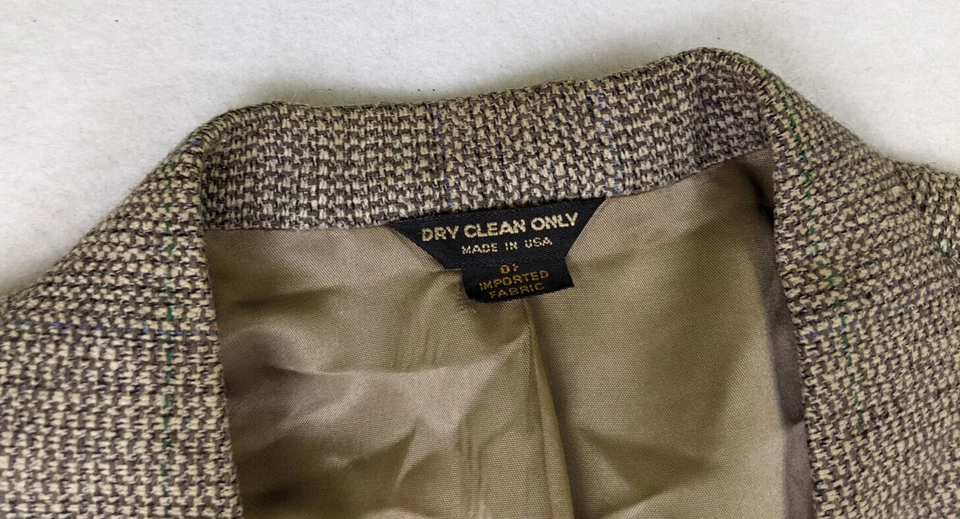 DRY CLEAN ONLY
MADE IN USA
OF
IMPORTED
FABRIC